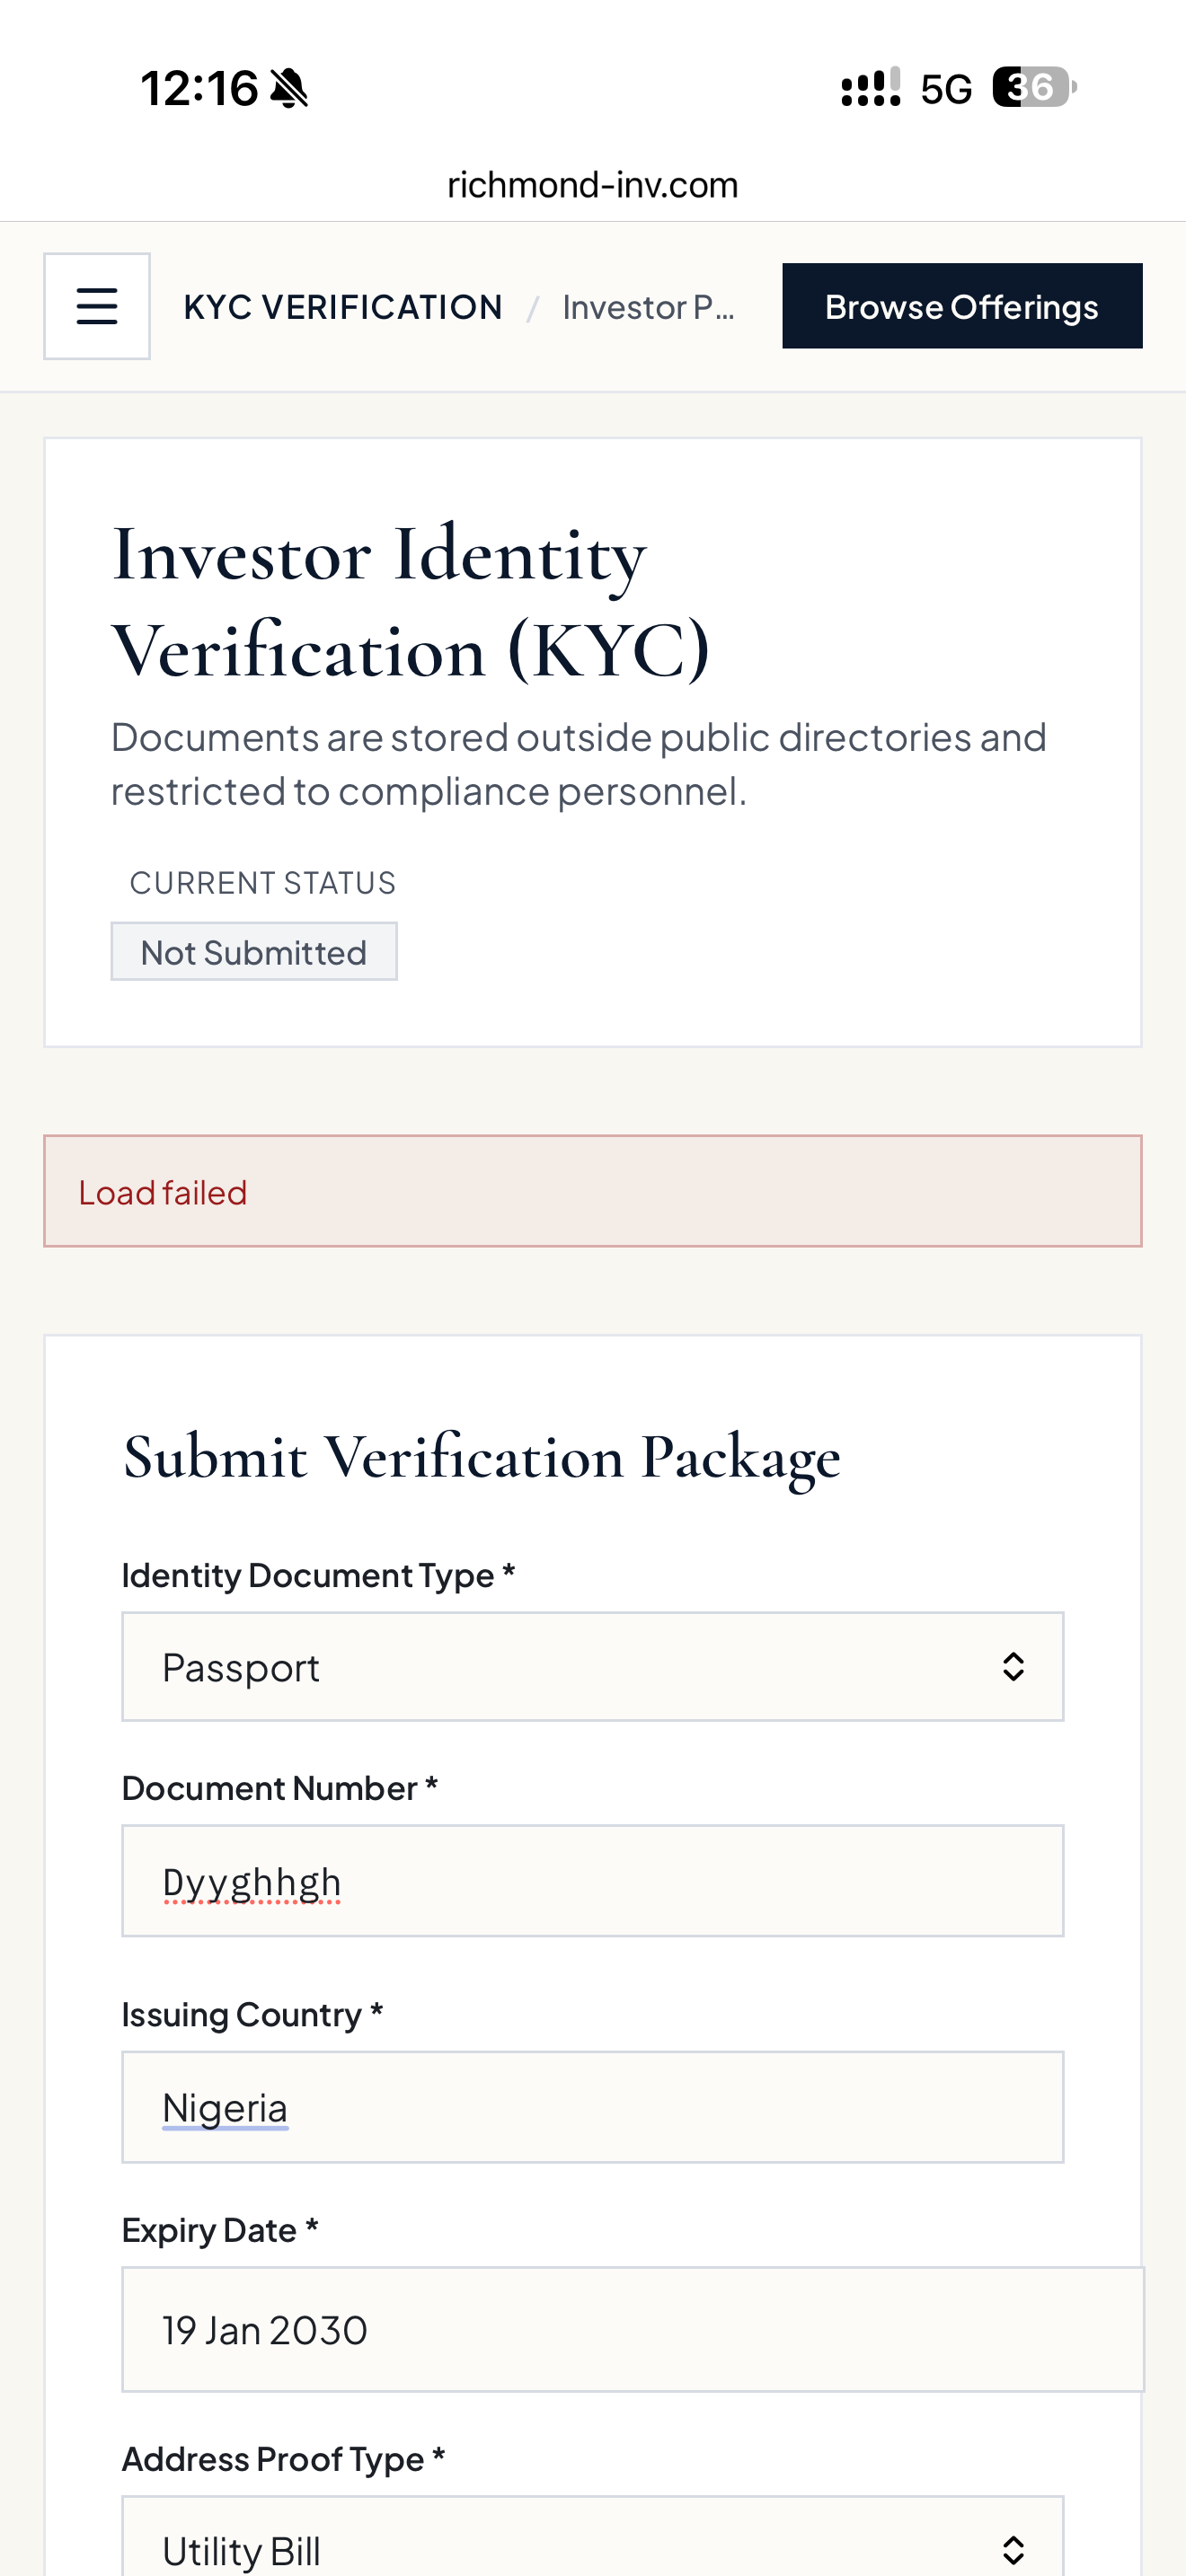 12:16
5G 36
richmond-inv.com
KYC VERIFICATION / Investor P... Browse Offerings
Investor Identity
Verification (KYC)
Documents are stored outside public directories and
restricted to compliance personnel.
CURRENT STATUS
Not Submitted
Load failed
Submit Verification Package
Identity Document Type *
Passport
Document Number *
Dyyghhgh
Issuing Country *
Nigeria
Expiry Date *
19 Jan 2030
Address Proof Type *
Utility Bill